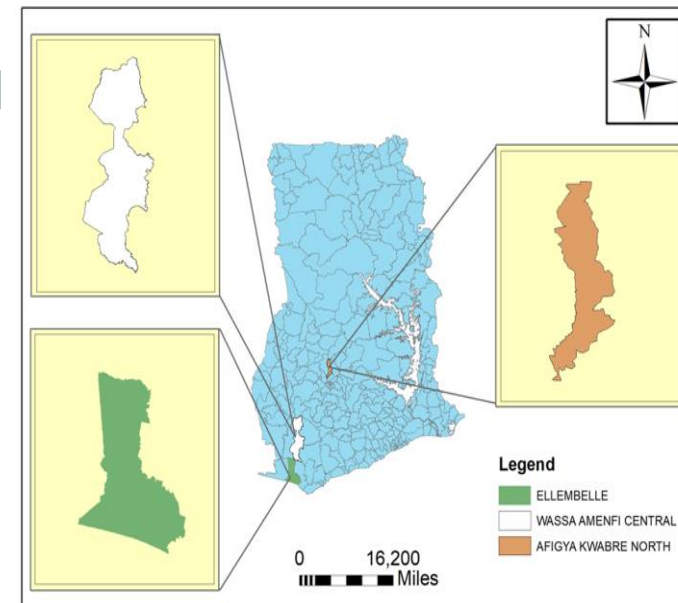 N
Legend
ELLEMBELLE
WASSA AMENFI CENTRAL
AFIGYA KWABRE NORTH
0 16,200
Miles